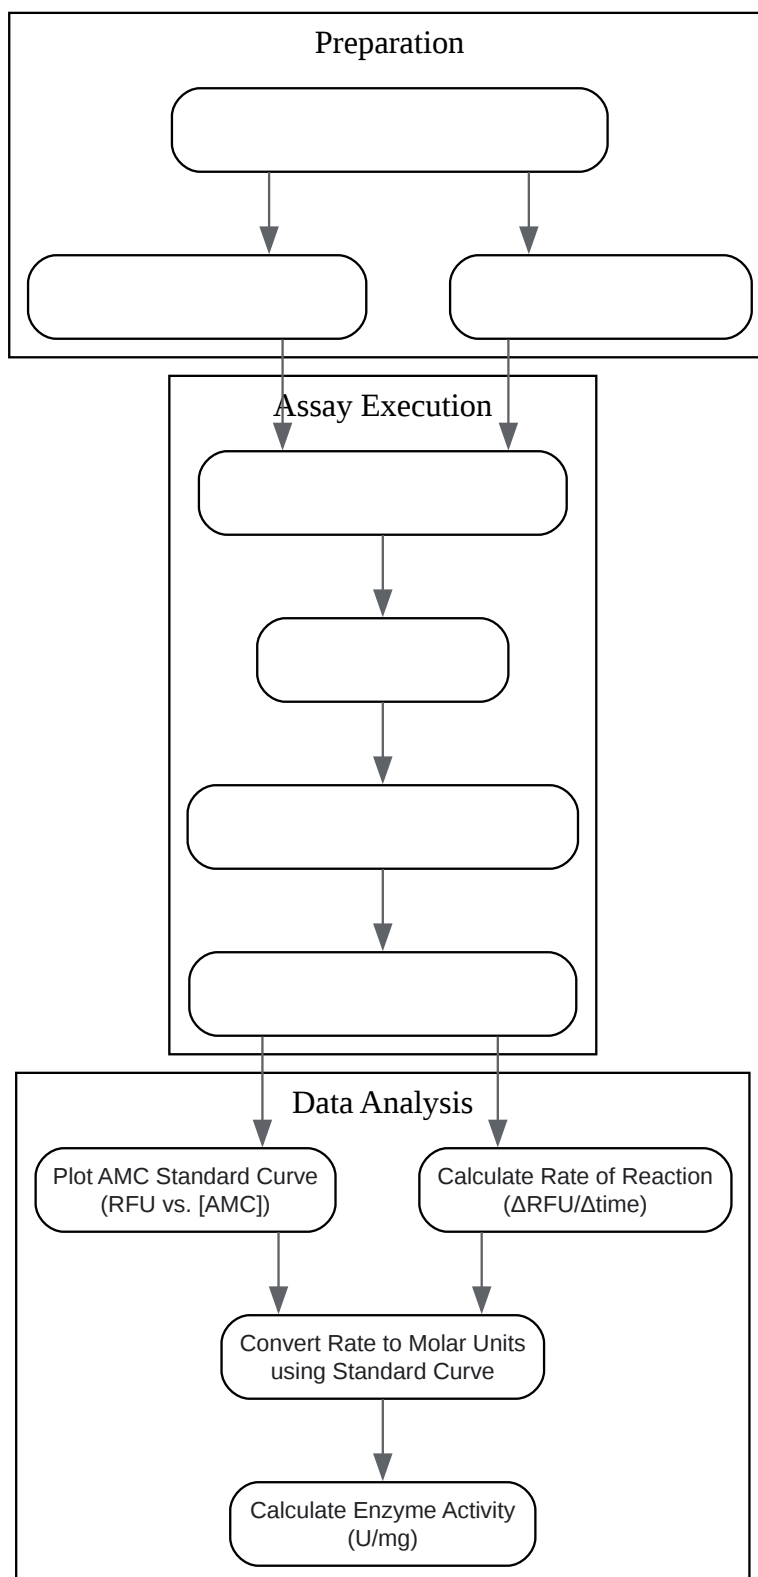 Preparation
Assay Execution
Data Analysis
Plot AMC Standard Curve
(RFU vs. [AMC])
Calculate Rate of Reaction
(ΔRFU/Δtime)
Convert Rate to Molar Units
using Standard Curve
Calculate Enzyme Activity
(U/mg)